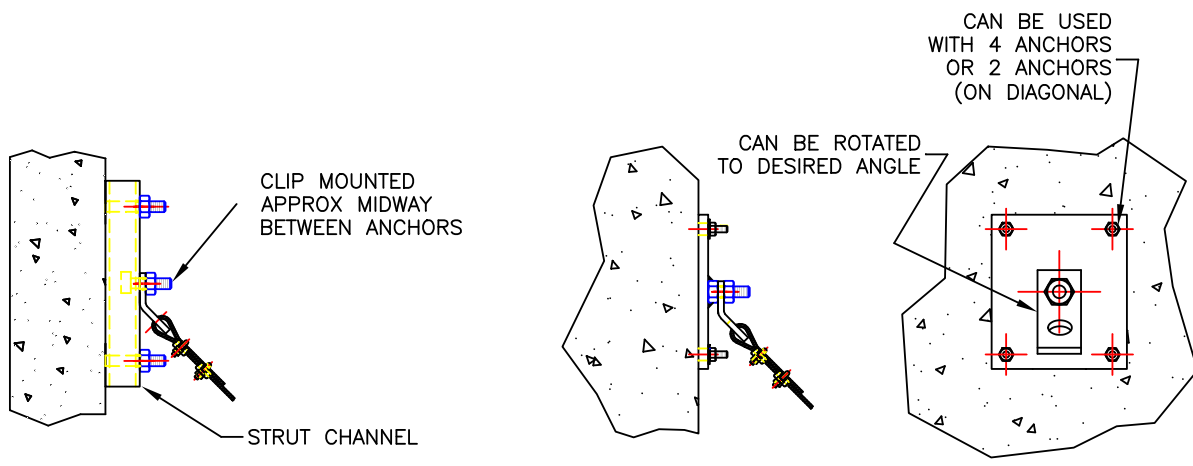 CAN BE USED
WITH 4 ANCHORS
OR 2 ANCHORS
(ON DIAGONAL)
CAN BE ROTATED
TO DESIRED ANGLE
CLIP MOUNTED
APPROX MIDWAY
BETWEEN ANCHORS
STRUT CHANNEL